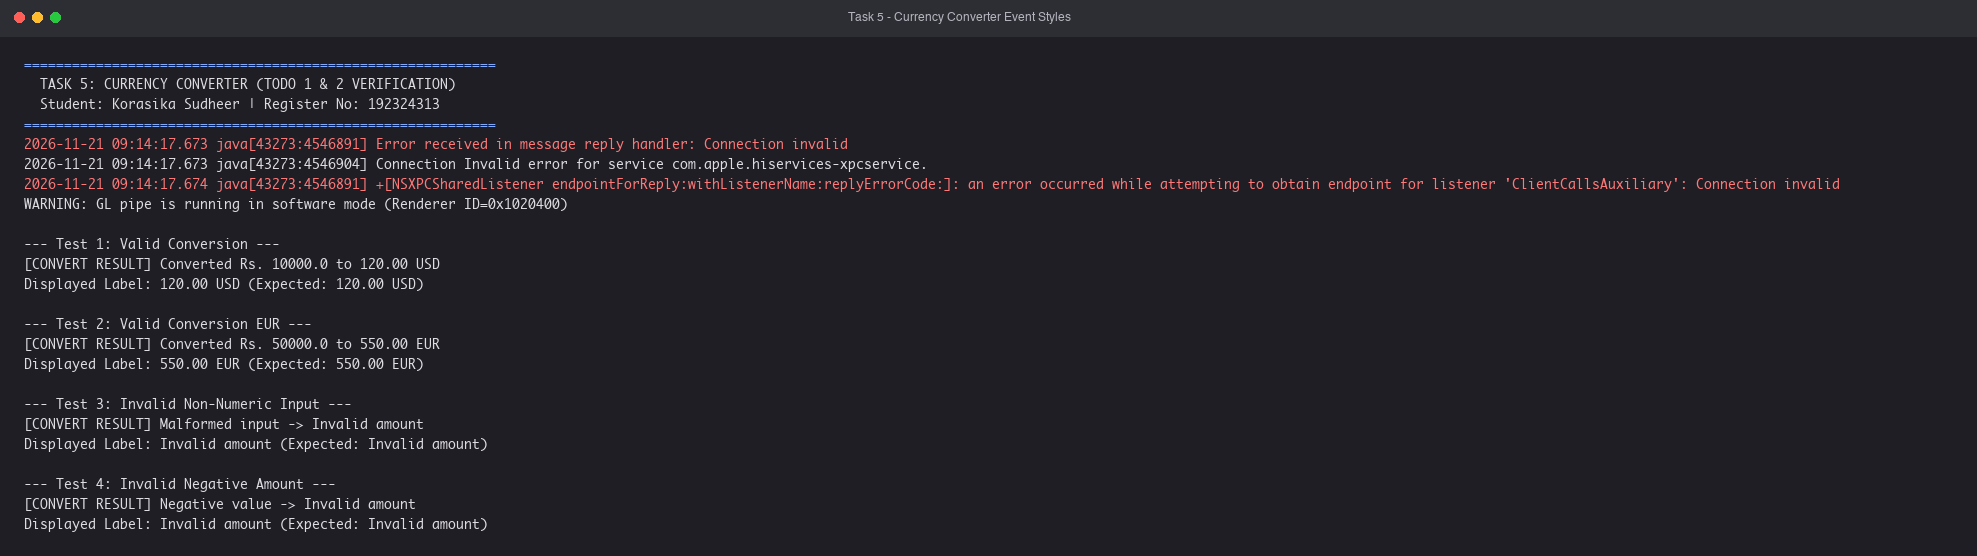 Task 5 - Currency Converter Event Styles
===========================================================
TASK 5: CURRENCY CONVERTER (TODO 1 & 2 VERIFICATION)
Student: Korasika Sudheer | Register No: 192324313
===========================================================
2026-11-21 09:14:17.673 java[43273:4546891] Error received in message reply handler: Connection invalid
2026-11-21 09:14:17.673 java[43273:4546904] Connection Invalid error for service com.apple.hiservices-xpcservice.
2026-11-21 09:14:17.674 java[43273:4546891] +[NSXPCSharedListener endpointForReply:withListenerName:replyErrorCode:]: an error occurred while attempting to obtain endpoint for listener 'ClientCallsAuxiliary': Connection invalid
WARNING: GL pipe is running in software mode (Renderer ID=0x1020400)
--- Test 1: Valid Conversion ---
[CONVERT RESULT] Converted Rs. 10000.0 to 120.00 USD
Displayed Label: 120.00 USD (Expected: 120.00 USD)
--- Test 2: Valid Conversion EUR ---
[CONVERT RESULT] Converted Rs. 50000.0 to 550.00 EUR
Displayed Label: 550.00 EUR (Expected: 550.00 EUR)
--- Test 3: Invalid Non-Numeric Input ---
[CONVERT RESULT] Malformed input -> Invalid amount
Displayed Label: Invalid amount (Expected: Invalid amount)
--- Test 4: Invalid Negative Amount ---
[CONVERT RESULT] Negative value -> Invalid amount
Displayed Label: Invalid amount (Expected: Invalid amount)